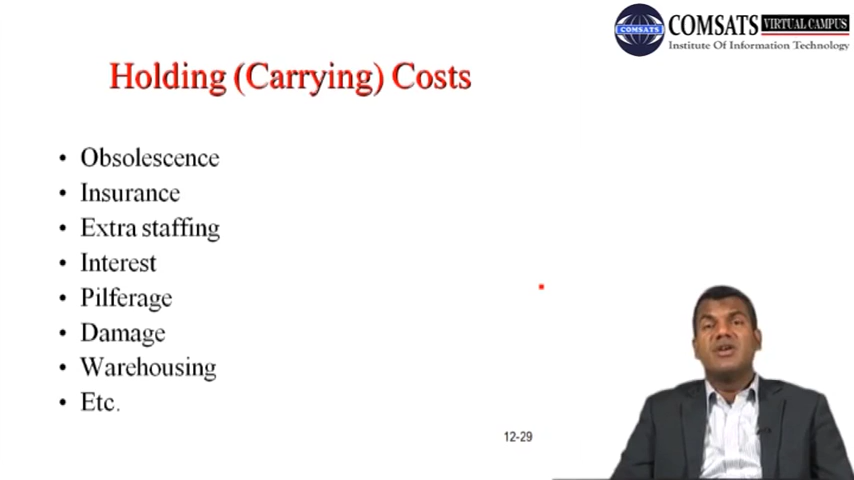 COMSATS VIRTUAL CAMPUS
COMSATS
Institute Of Information Technology
Holding (Carrying) Costs
• Obsolescence
• Insurance
• Extra staffing
• Interest
• Pilferage
• Damage
• Warehousing
• Etc.
12-29